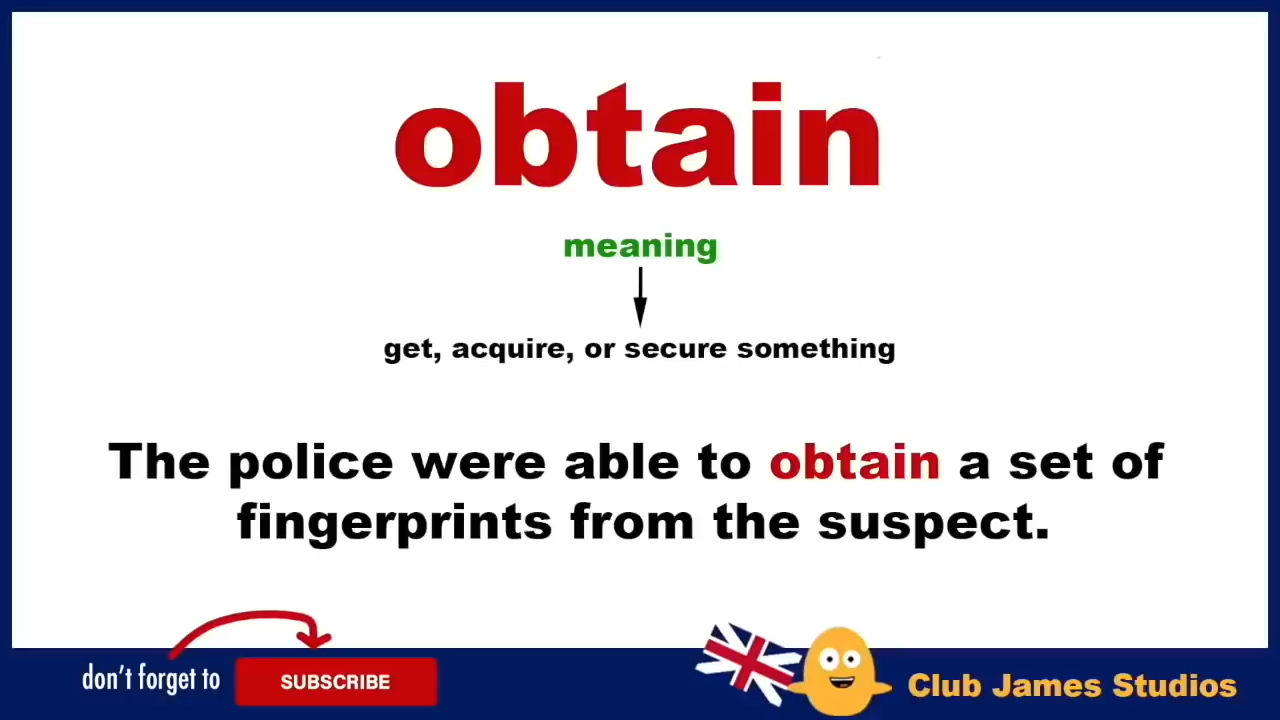 obtain
meaning
get, acquire, or secure something
The police were able to obtain a set of
fingerprints from the suspect.
don't forget to
SUBSCRIBE
Club James Studios